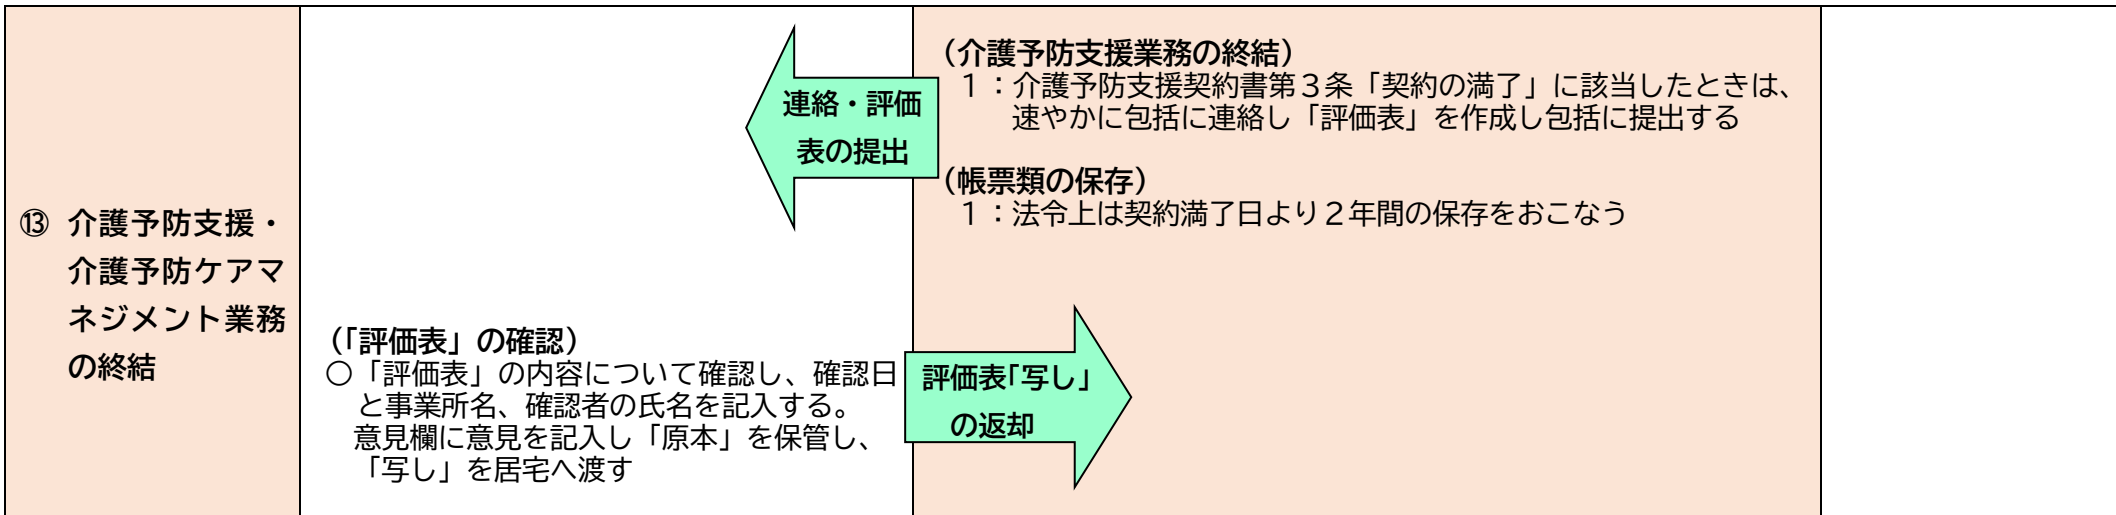 ⑬ 介護予防支援・
介護予防ケアマ
ネジメント業務
の終結
連絡・評価
表の提出
（介護予防支援業務の終結）
１：介護予防支援契約書第３条「契約の満了」に該当したときは、
速やかに包括に連絡し「評価表」を作成し包括に提出する
（帳票類の保存）
１：法令上は契約満了日より２年間の保存をおこなう
（「評価表」の確認）
〇「評価表」の内容について確認し、確認日
と事業所名、確認者の氏名を記入する。
意見欄に意見を記入し「原本」を保管し、
「写し」を居宅へ渡す
評価表「写し」
の返却